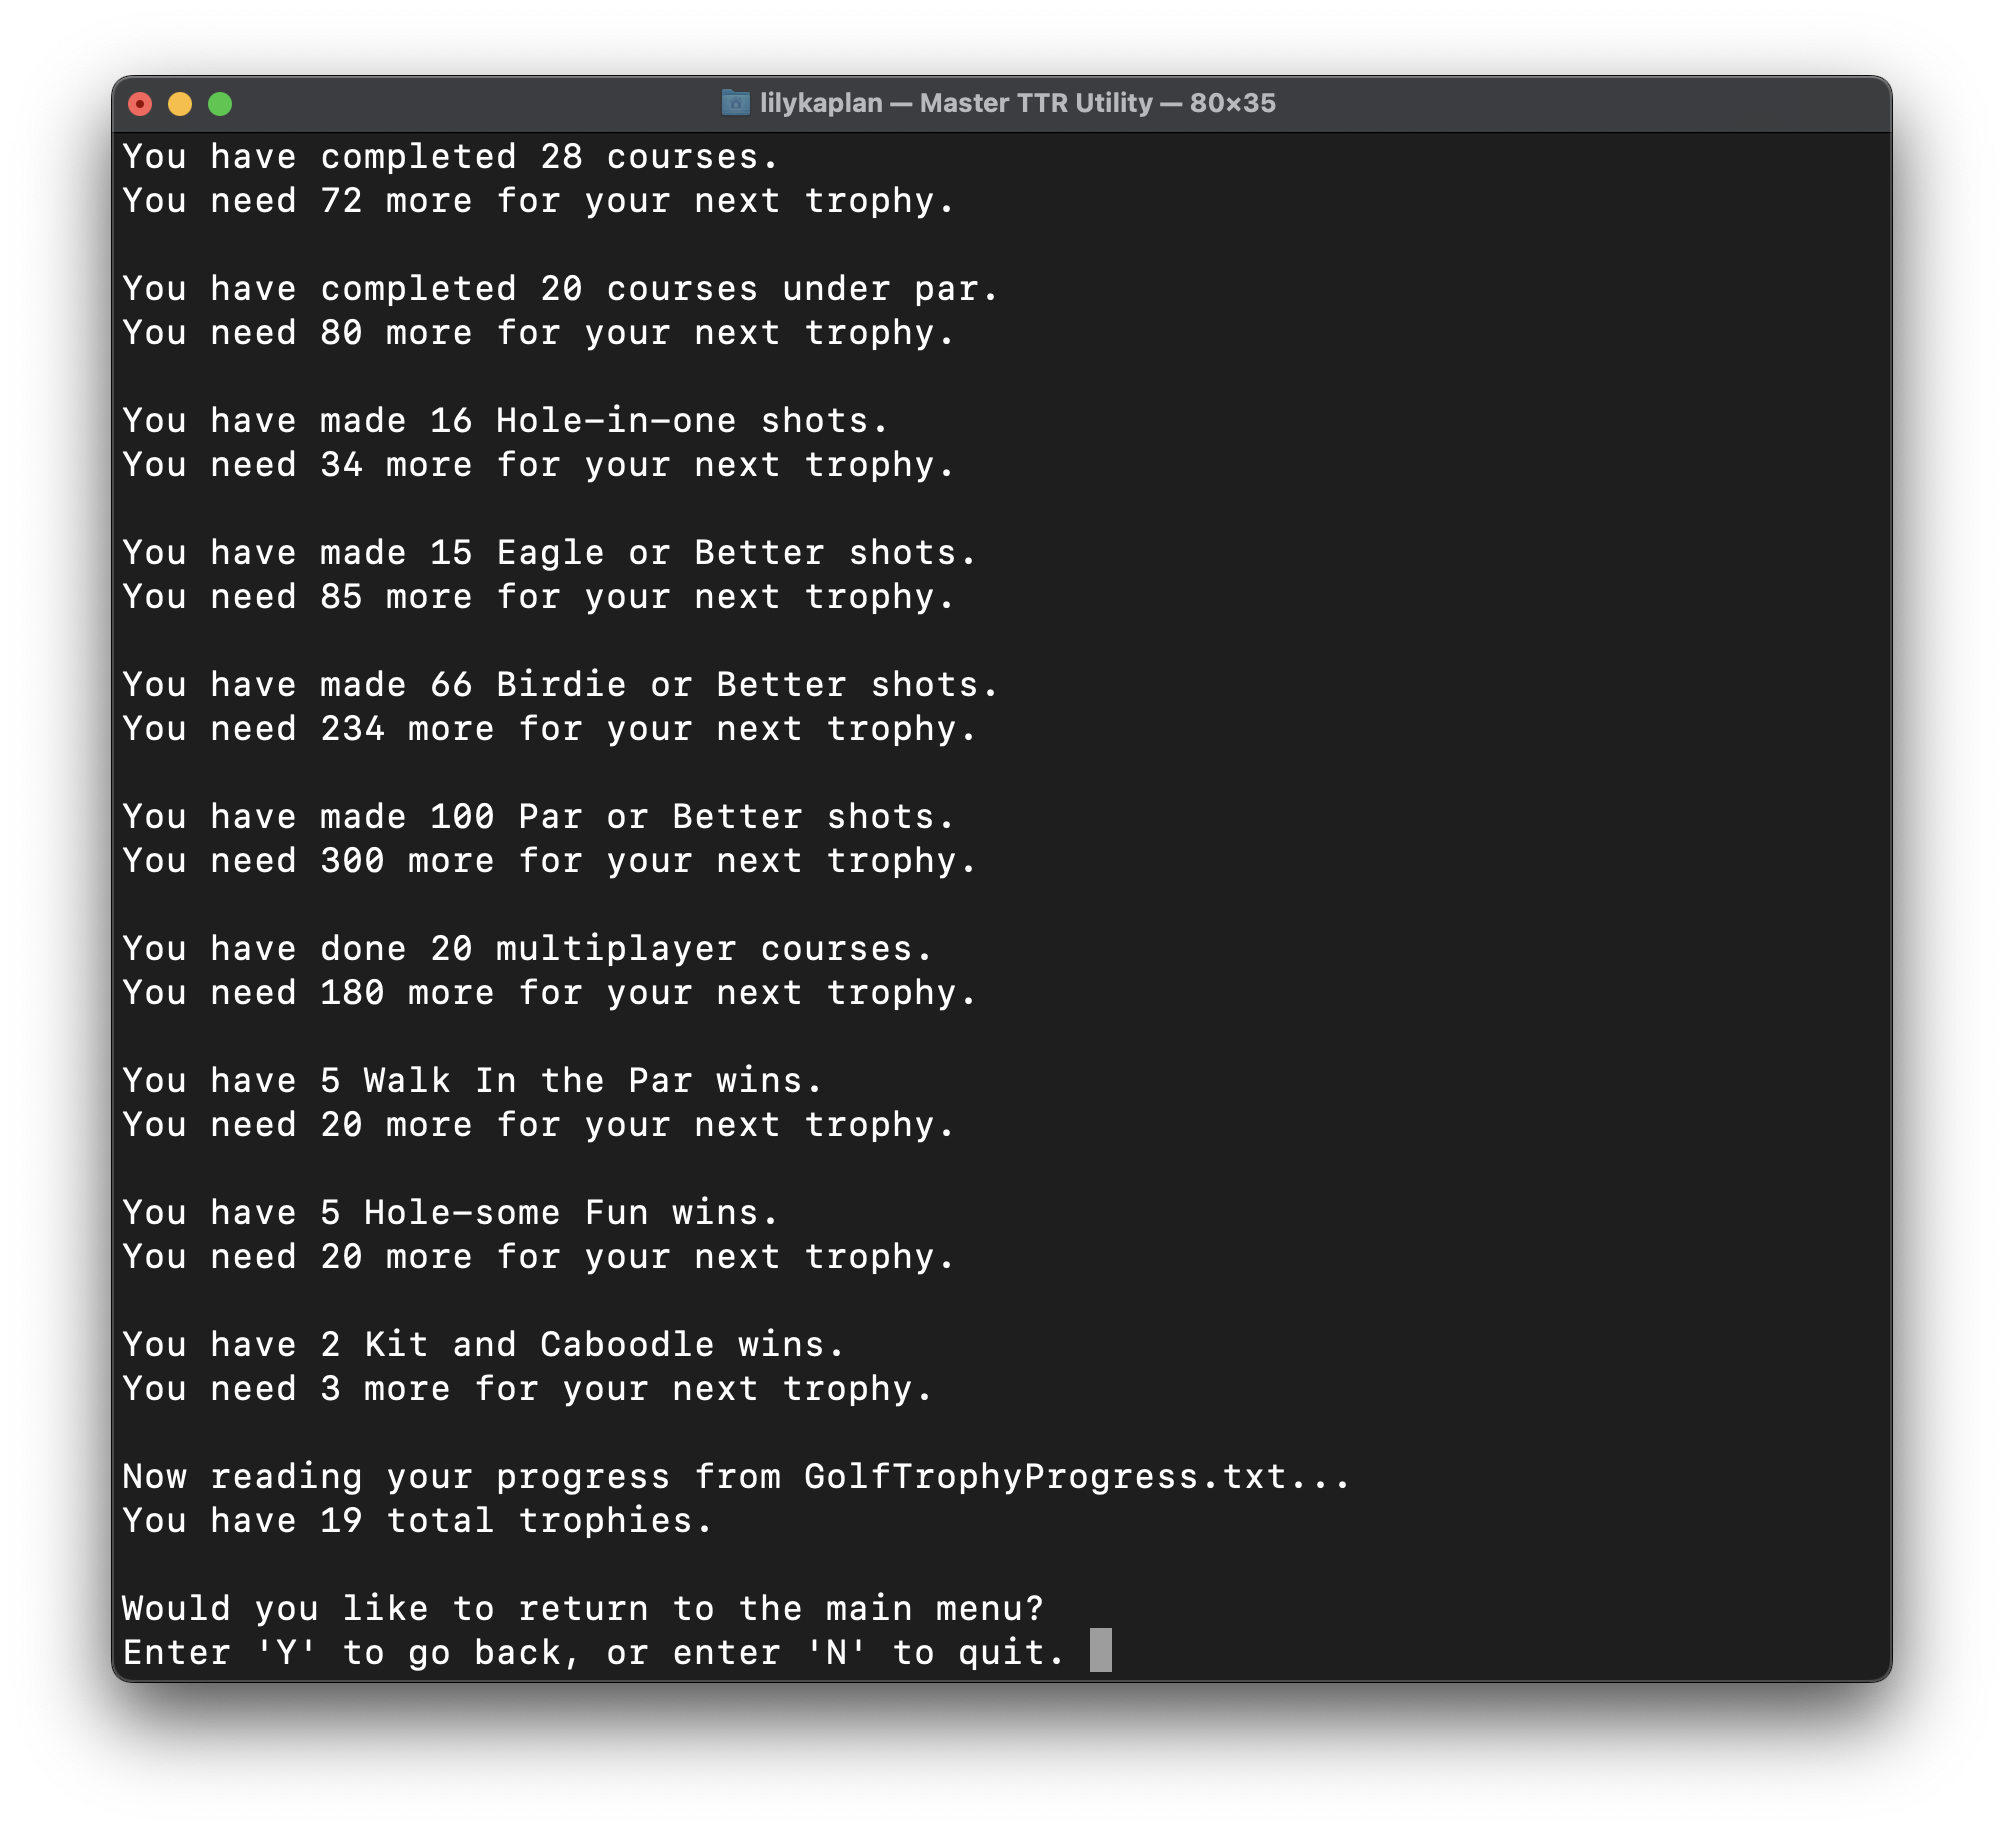 lilykaplan — Master TTR Utility — 80×35
You have completed 28 courses.
You need 72 more for your next trophy.
You have completed 20 courses under par.
You need 80 more for your next trophy.
You have made 16 Hole-in-one shots.
You need 34 more for your next trophy.
You have made 15 Eagle or Better shots.
You need 85 more for your next trophy.
You have made 66 Birdie or Better shots.
You need 234 more for your next trophy.
You have made 100 Par or Better shots.
You need 300 more for your next trophy.
You have done 20 multiplayer courses.
You need 180 more for your next trophy.
You have 5 Walk In the Par wins.
You need 20 more for your next trophy.
You have 5 Hole-some Fun wins.
You need 20 more for your next trophy.
You have 2 Kit and Caboodle wins.
You need 3 more for your next trophy.
Now reading your progress from GolfTrophyProgress.txt...
You have 19 total trophies.
Would you like to return to the main menu?
Enter 'Y' to go back, or enter 'N' to quit.